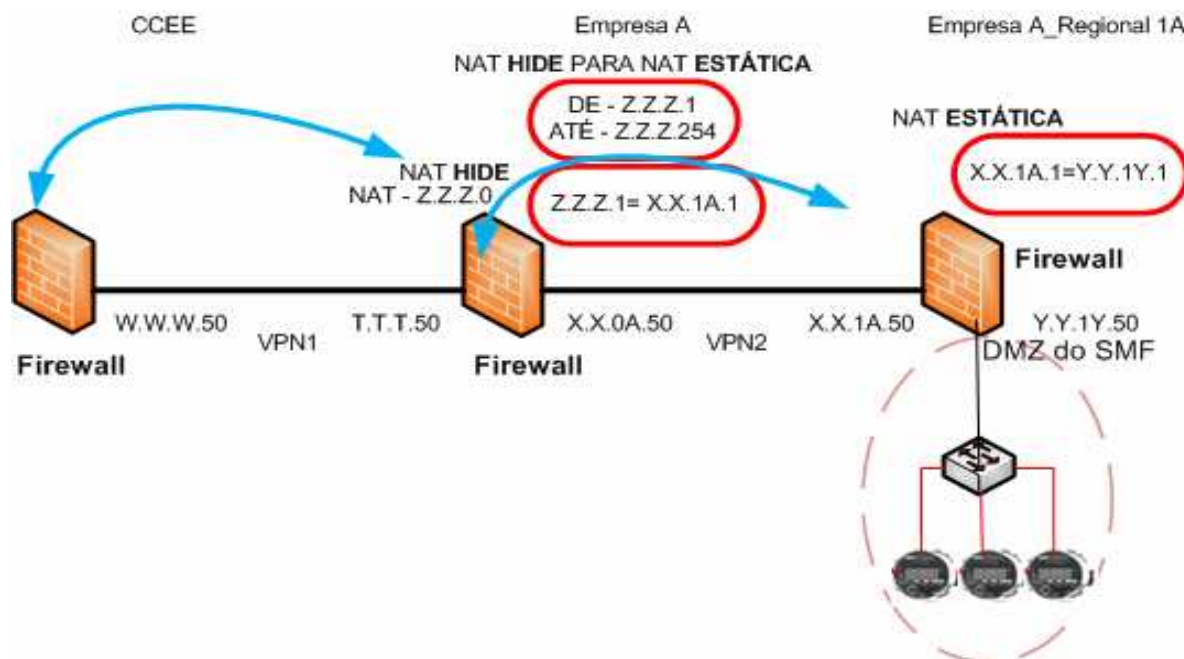 CCEE
Empresa A
Empresa A_Regional 1A
NAT HIDE PARA NAT ESTÁTICA
DE - Z.Z.Z.1
ATÉ - Z.Z.Z.254
NAT ESTÁTICA
NAT HIDE
NAT - Z.Z.Z.0
Z.Z.Z.1= X.X.1A.1
X.X.1A.1=Y.Y.1Y.1
Firewall
W.W.W.50
VPN1
T.T.T.50
X.X.0A.50
VPN2
X.X.1A.50
Y.Y.1Y.50
DMZ do SMF
Firewall
Firewall